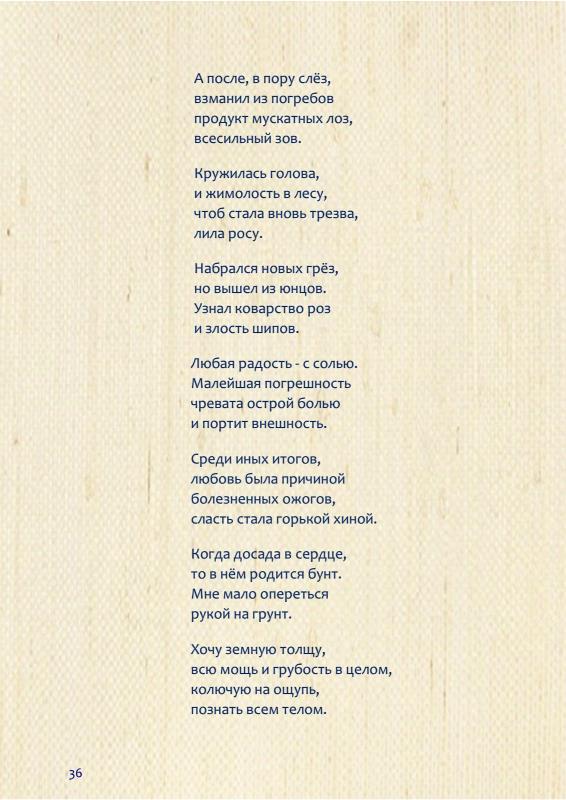 А после, в пору слёз,
взманил из погребов
продукт мускатных лоз,
всесильный зов.
Кружилась голова,
и жимолость в лесу,
чтоб стала вновь трезва,
лила росу.
Набрался новых грёз,
но вышел из юнцов.
Узнал коварство роз
и злость шипов.
Любая радость - с солью.
Малейшая погрешность
чревата острой болью
и портит внешность.
Среди иных итогов,
любовь была причиной
болезненных ожогов,
сласть стала горькой хиной.
Когда досада в сердце,
то в нём родится бунт.
Мне мало опереться
рукой на грунт.
Хочу земную толщу,
всю мощь и грубость в целом,
колючую на ощупь,
познать всем телом.
36